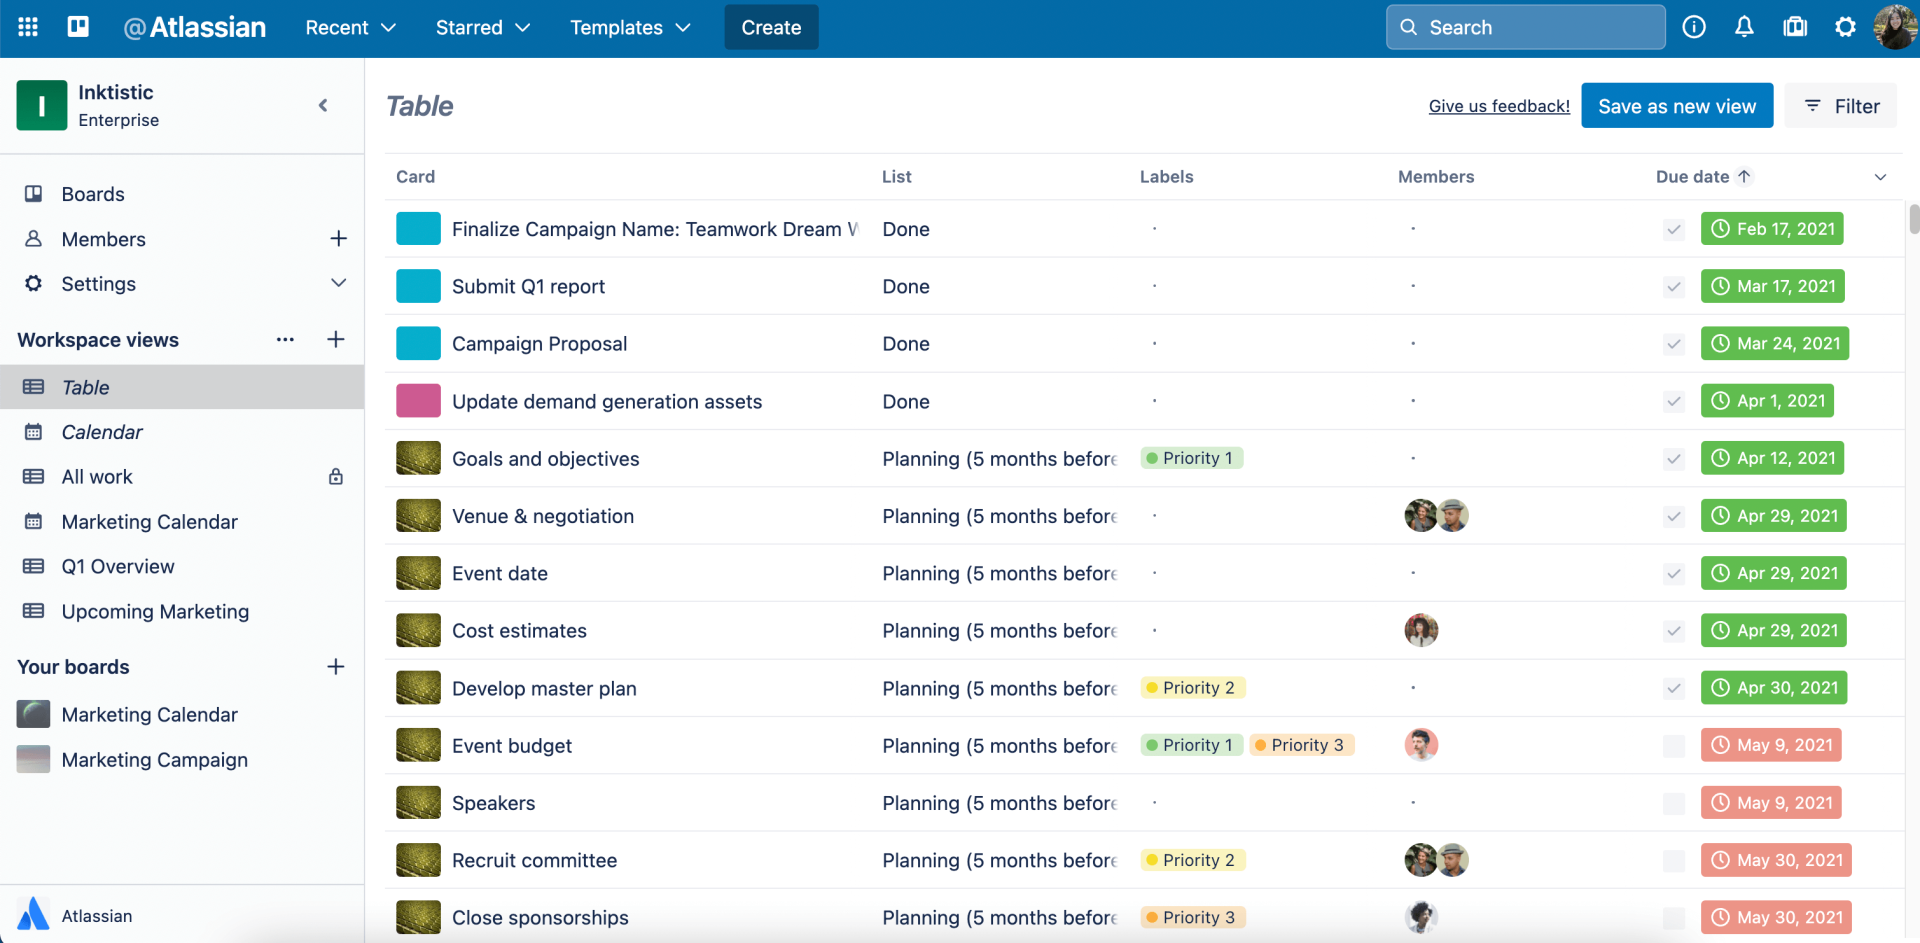 @Atlassian Recent Starred Templates Create Search
I Inktistic
Enterprise
Boards
Members
Settings
Workspace views
Table
Calendar
All work
Marketing Calendar
Q1 Overview
Upcoming Marketing
Your boards
Marketing Calendar
Marketing Campaign
Atlassian
Table Give us feedback! Save as new view Filter
Card List Labels Members Due date
Finalize Campaign Name: Teamwork Dream Done Feb 17, 2021
Submit Q1 report Done Mar 17, 2021
Campaign Proposal Done Mar 24, 2021
Update demand generation assets Done Apr 1, 2021
Goals and objectives Planning (5 months before Priority 1 Apr 12, 2021
Venue & negotiation Planning (5 months before Apr 29, 2021
Event date Planning (5 months before Apr 29, 2021
Cost estimates Planning (5 months before Apr 29, 2021
Develop master plan Planning (5 months before Priority 2 Apr 30, 2021
Event budget Planning (5 months before Priority 1 Priority 3 May 9, 2021
Speakers Planning (5 months before May 9, 2021
Recruit committee Planning (5 months before Priority 2 May 30, 2021
Close sponsorships Planning (5 months before Priority 3 May 30, 2021